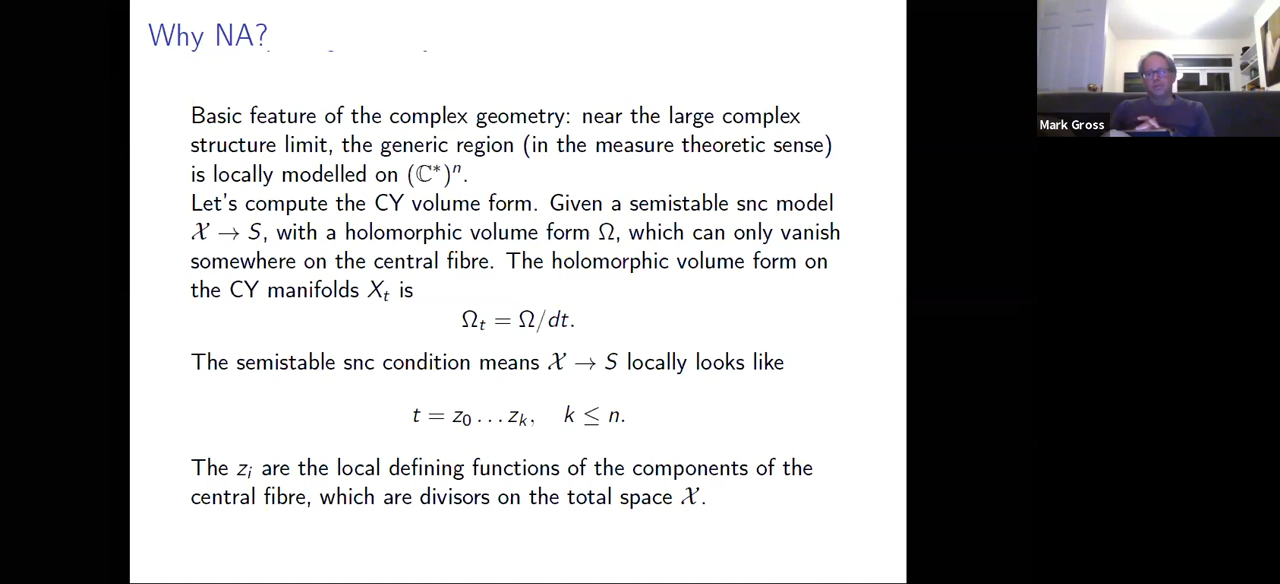 Why NA?
Basic feature of the complex geometry: near the large complex
structure limit, the generic region (in the measure theoretic sense)
is locally modelled on (ℂ*)ⁿ.
Let's compute the CY volume form. Given a semistable snc model
𝒳 → S, with a holomorphic volume form Ω, which can only vanish
somewhere on the central fibre. The holomorphic volume form on
the CY manifolds Xₜ is
Ωₜ = Ω/dt.
The semistable snc condition means 𝒳 → S locally looks like
t = z₀ . . . zₖ, k ≤ n.
The zᵢ are the local defining functions of the components of the
central fibre, which are divisors on the total space 𝒳.
Mark Gross